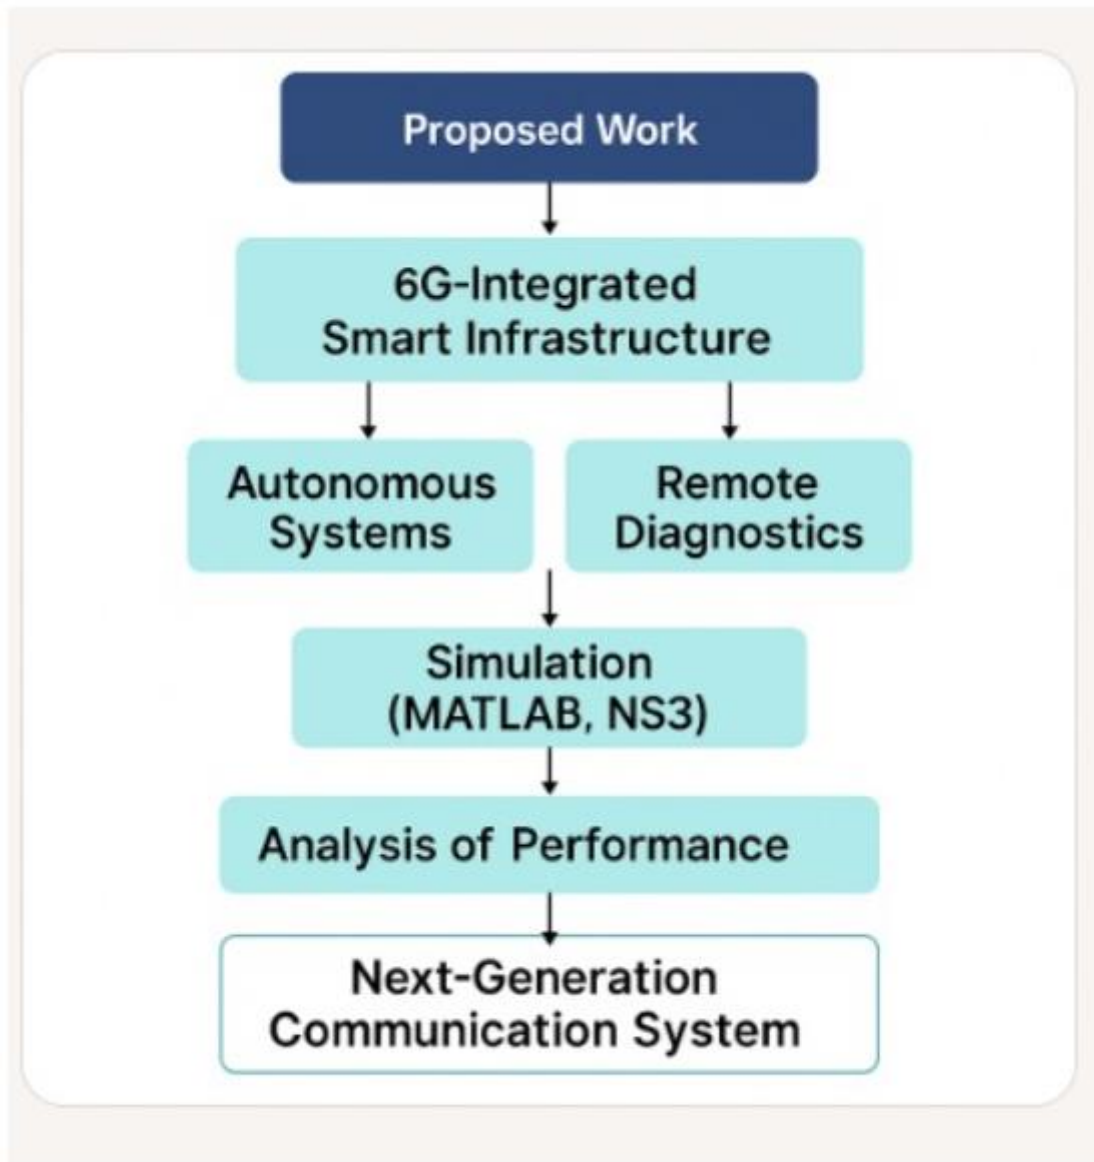 Proposed Work
6G-Integrated
Smart Infrastructure
Autonomous
Systems
Remote
Diagnostics
Simulation
(MATLAB, NS3)
Analysis of Performance
Next-Generation
Communication System